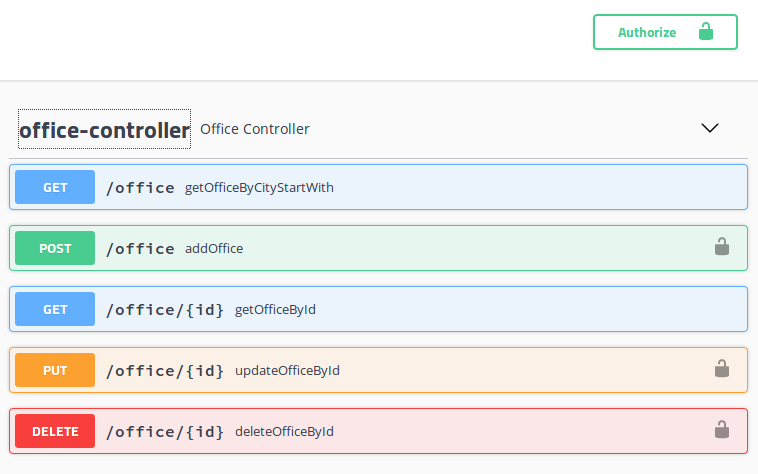 Authorize
office-controller Office Controller
GET /office getOfficeByCityStartWith
POST /office addOffice
GET /office/{id} getOfficeById
PUT /office/{id} updateOfficeById
DELETE /office/{id} deleteOfficeById